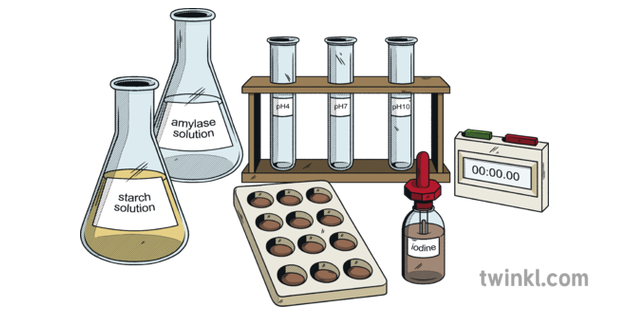 amylase
solution
starch
solution
pH4
pH7
pH10
00:00.00
iodine
twinkl.com